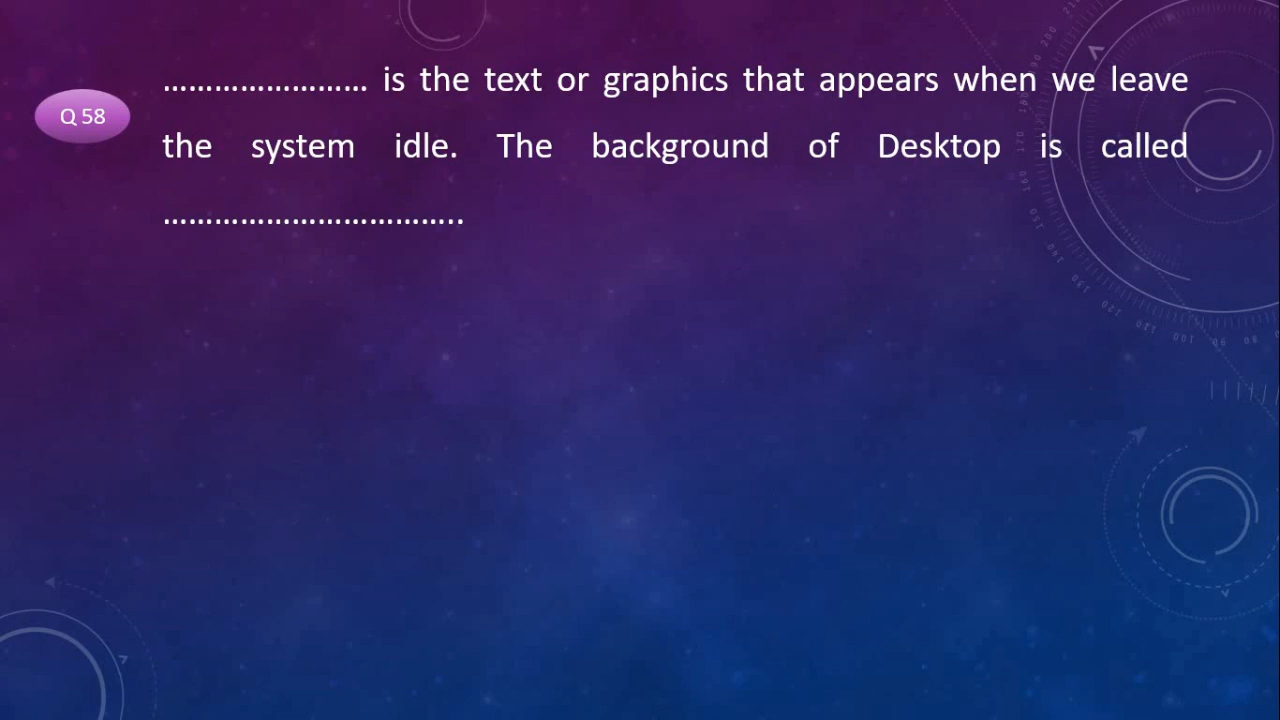 Q 58
…………………… is the text or graphics that appears when we leave
the system idle. The background of Desktop is called
……………………………..